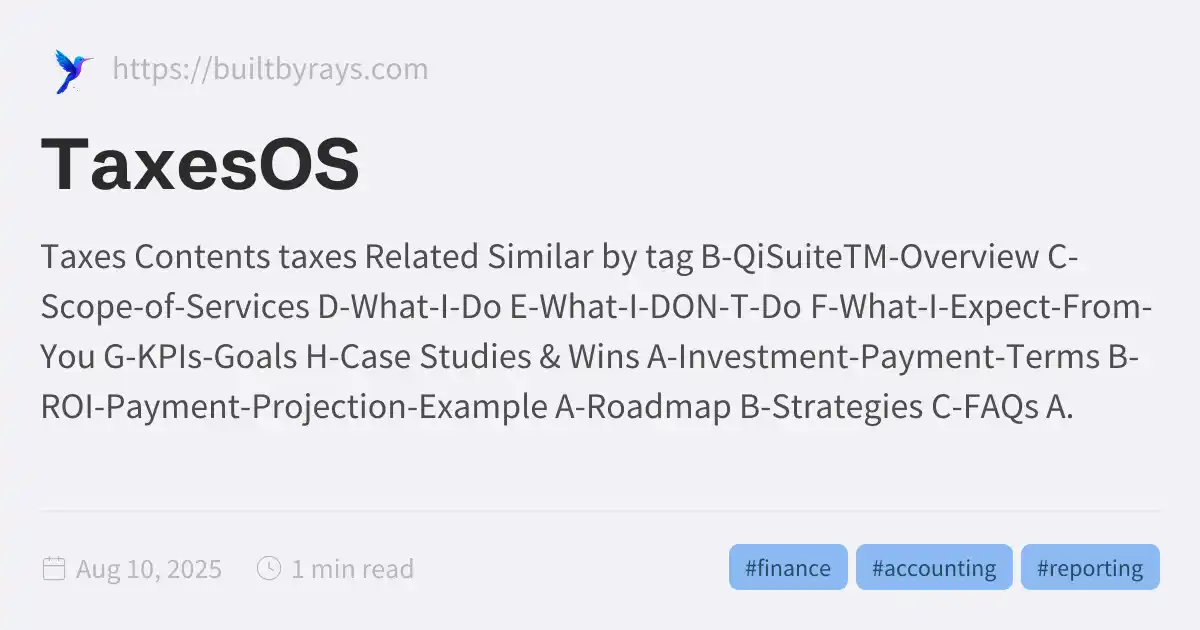 https://builtbyrays.com
TaxesOS
Taxes Contents taxes Related Similar by tag B-QiSuiteTM-Overview C-
Scope-of-Services D-What-I-Do E-What-I-DON-T-Do F-What-I-Expect-From-
You G-KPIs-Goals H-Case Studies & Wins A-Investment-Payment-Terms B-
ROI-Payment-Projection-Example A-Roadmap B-Strategies C-FAQs A.
Aug 10, 2025 1 min read #finance #accounting #reporting